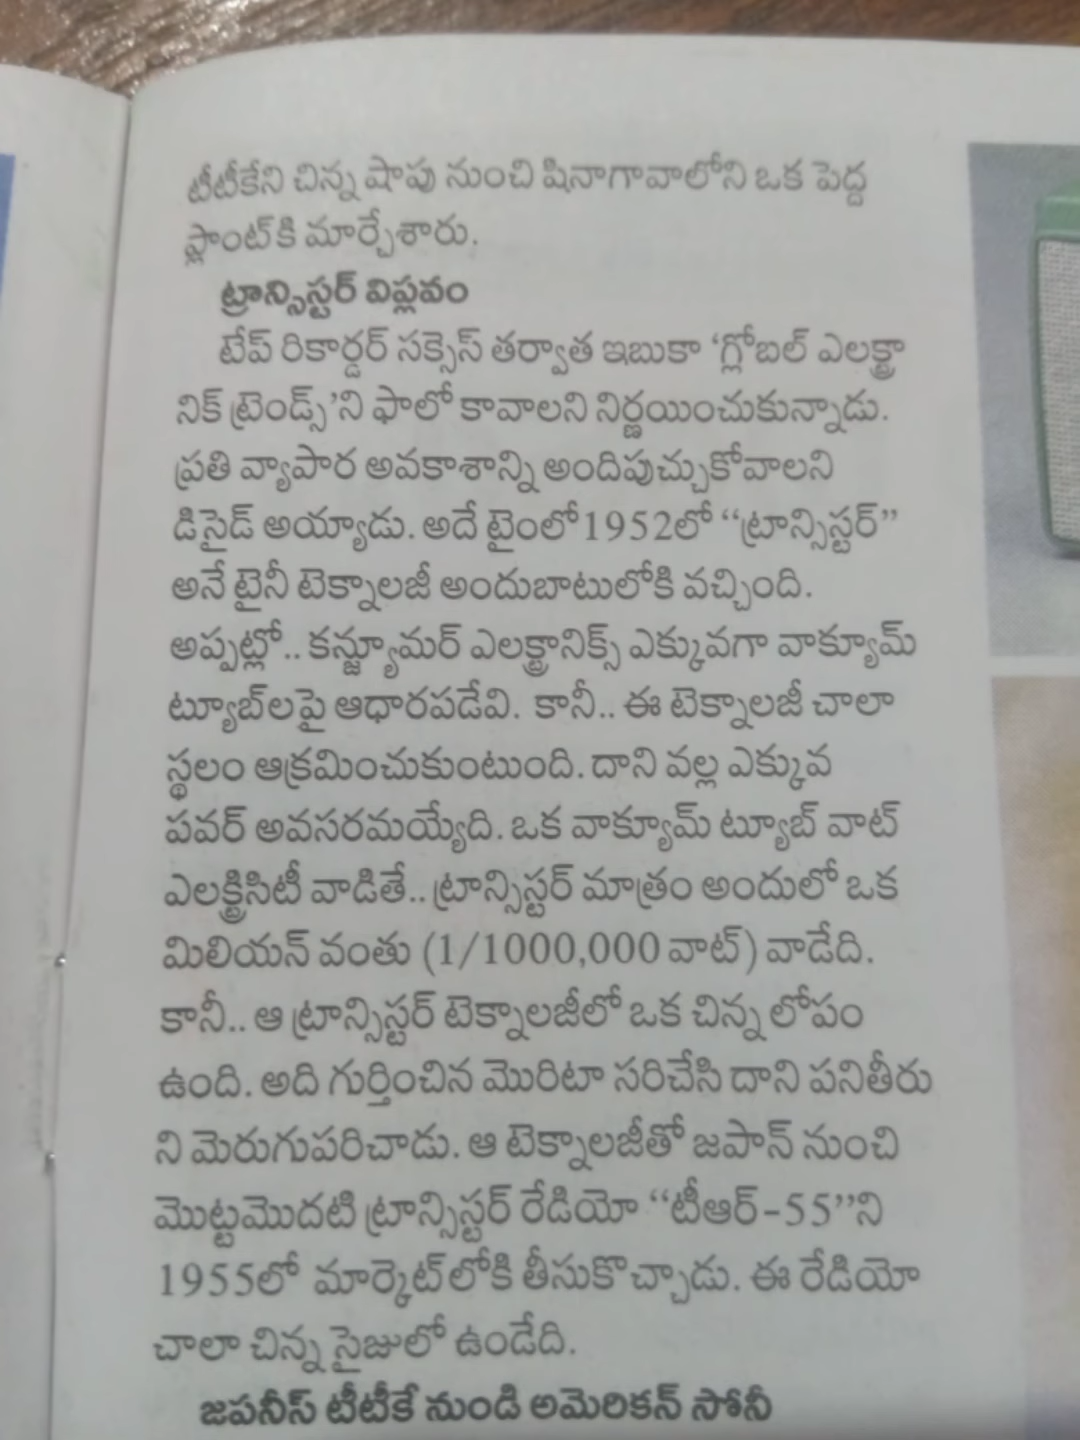 టీటీకేని చిన్న షాపు నుంచి షినాగావాలోని ఒక పెద్ద
ప్లాంట్‌కి మార్చేశారు.
ట్రాన్సిస్టర్ విప్లవం
టేప్ రికార్డర్ సక్సెస్ తర్వాత ఇబుకా ‘గ్లోబల్ ఎలక్ట్రా
నిక్ ట్రెండ్స్’ని ఫాలో కావాలని నిర్ణయించుకున్నాడు.
ప్రతి వ్యాపార అవకాశాన్ని అందిపుచ్చుకోవాలని
డిసైడ్ అయ్యాడు. అదే టైంలో 1952లో “ట్రాన్సిస్టర్”
అనే టైనీ టెక్నాలజీ అందుబాటులోకి వచ్చింది.
అప్పట్లో.. కన్జ్యూమర్ ఎలక్ట్రానిక్స్ ఎక్కువగా వాక్యూమ్
ట్యూబ్‌లపై ఆధారపడేవి. కానీ.. ఈ టెక్నాలజీ చాలా
స్థలం ఆక్రమించుకుంటుంది. దాని వల్ల ఎక్కువ
పవర్ అవసరమయ్యేది. ఒక వాక్యూమ్ ట్యూబ్ వాట్
ఎలక్ట్రిసిటీ వాడితే.. ట్రాన్సిస్టర్ మాత్రం అందులో ఒక
మిలియన్ వంతు (1/1000,000 వాట్) వాడేది.
కానీ.. ఆ ట్రాన్సిస్టర్ టెక్నాలజీలో ఒక చిన్న లోపం
ఉంది. అది గుర్తించిన మొరిటా సరిచేసి దాని పనితీరు
ని మెరుగుపరిచాడు. ఆ టెక్నాలజీతో జపాన్ నుంచి
మొట్టమొదటి ట్రాన్సిస్టర్ రేడియో “టీఆర్-55”ని
1955లో మార్కెట్‌లోకి తీసుకొచ్చాడు. ఈ రేడియో
చాలా చిన్న సైజులో ఉండేది.
జపనీస్ టీటీకే నుండి అమెరికన్ సోనీ